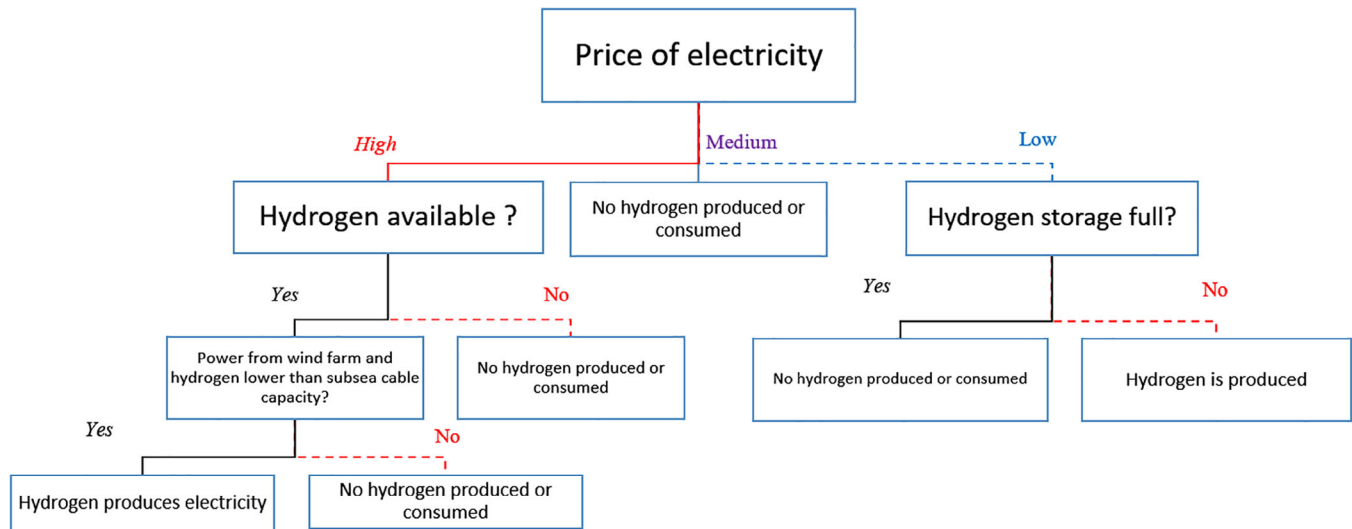 Price of electricity
High
Medium
Low
Hydrogen available ?
No hydrogen produced or
consumed
Hydrogen storage full?
Yes
No
Yes
No
Power from wind farm and
hydrogen lower than subsea cable
capacity?
No hydrogen produced or
consumed
No hydrogen produced or consumed
Hydrogen is produced
Yes
No
Hydrogen produces electricity
No hydrogen produced or
consumed